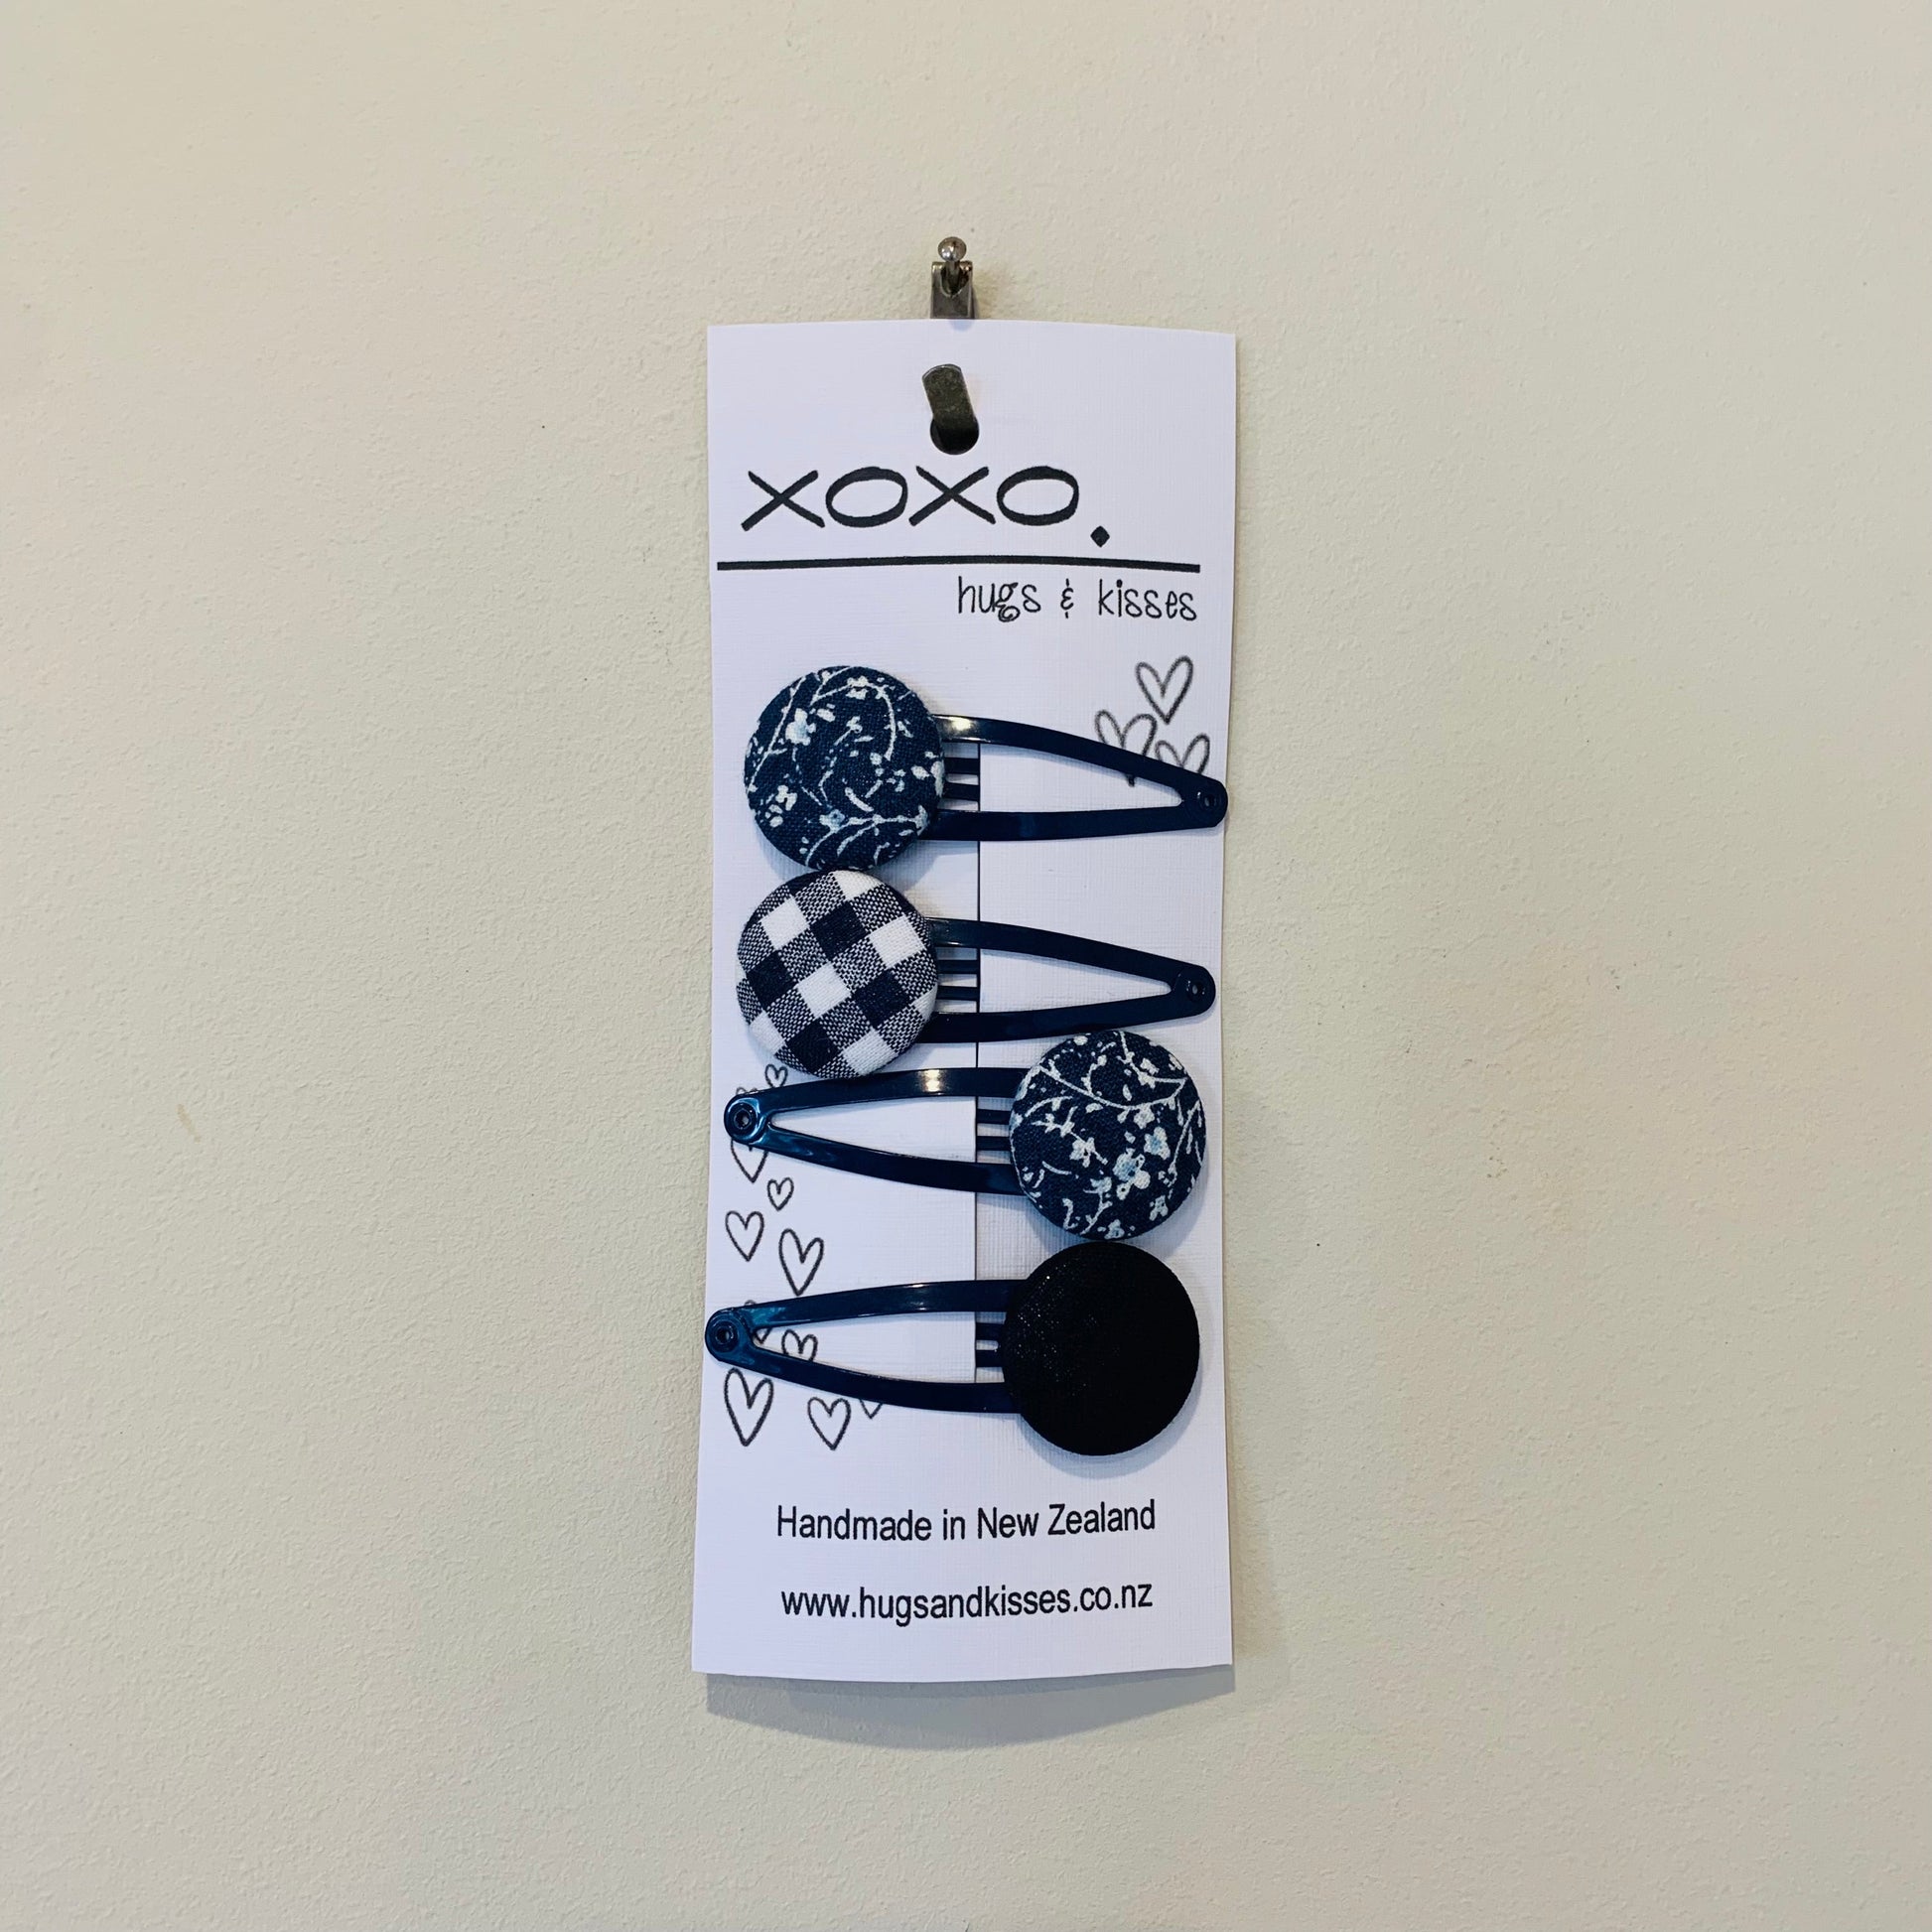 xoxo.
hugs & kisses
Handmade in New Zealand
www.hugsandkisses.co.nz